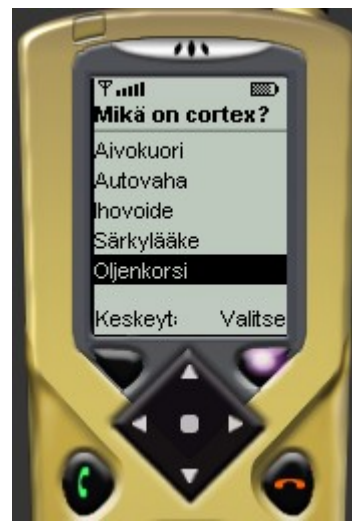 Mikä on cortex?
Aivokuori
Autovaha
Ihovoide
Särkylääke
Oljenkorsi
Keskeyt: Valitse